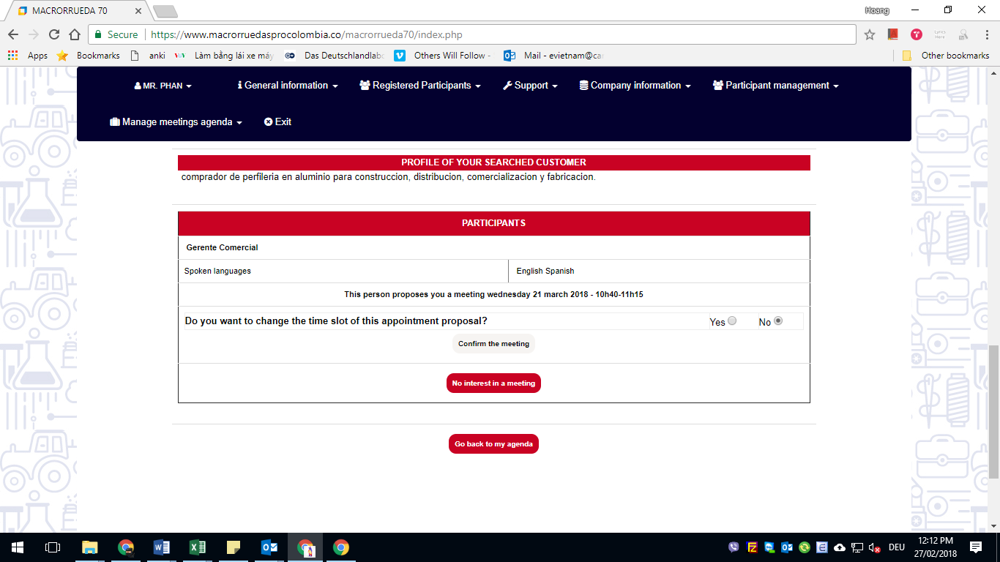 MACRORRUEDA 70
Hoang
Secure https://www.macrorruedasprocolombia.co/macrorrueda70/index.php
Apps Bookmarks anki Làm bằng lái xe máy Das Deutschlandlabo Others Will Follow - Mail - evietnam@ca Other bookmarks
MR. PHAN General information Registered Participants Support Company information Participant management
Manage meetings agenda Exit
PROFILE OF YOUR SEARCHED CUSTOMER
comprador de perfileria en aluminio para construccion, distribucion, comercializacion y fabricacion.
PARTICIPANTS
Gerente Comercial
Spoken languages English Spanish
This person proposes you a meeting wednesday 21 march 2018 - 10h40-11h15
Do you want to change the time slot of this appointment proposal? Yes No
Confirm the meeting
No interest in a meeting
Go back to my agenda
DEU
12:12 PM
27/02/2018